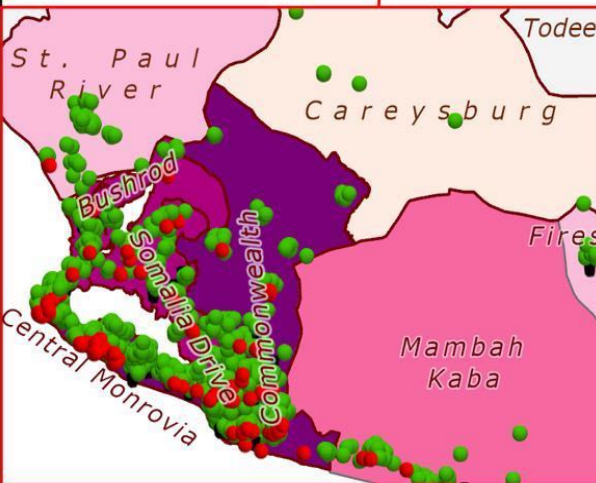 Todee
St. Paul
River
Careysburg
Bushrod
Somalia Drive
Commonwealth
Fires
Central Monrovia
Mambah
Kaba